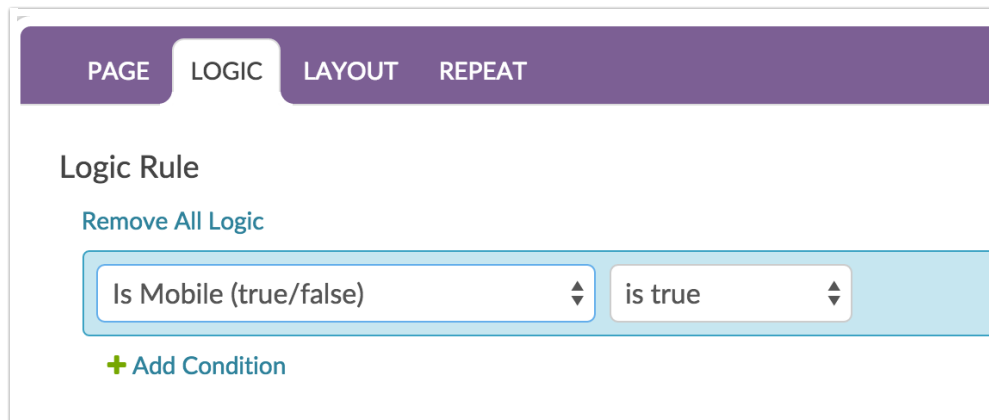 PAGE LOGIC LAYOUT REPEAT
Logic Rule
Remove All Logic
Is Mobile (true/false) is true
Add Condition